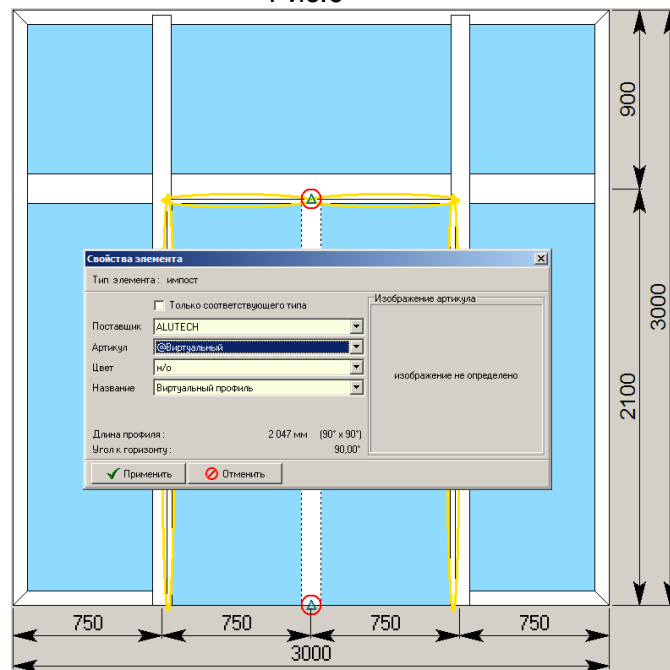 900
Свойства элемента
Тип элемента: импост
Только соответствующего типа
Поставщик ALUTECH
Артикул @Виртуальный
Цвет н/о
Название Виртуальный профиль
Изображение артикула
изображение не определено
Длина профиля: 2 047 мм (90° x 90°)
Угол к горизонту: 90,00°
Применить Отменить
3000
2100
750 750 750 750
3000